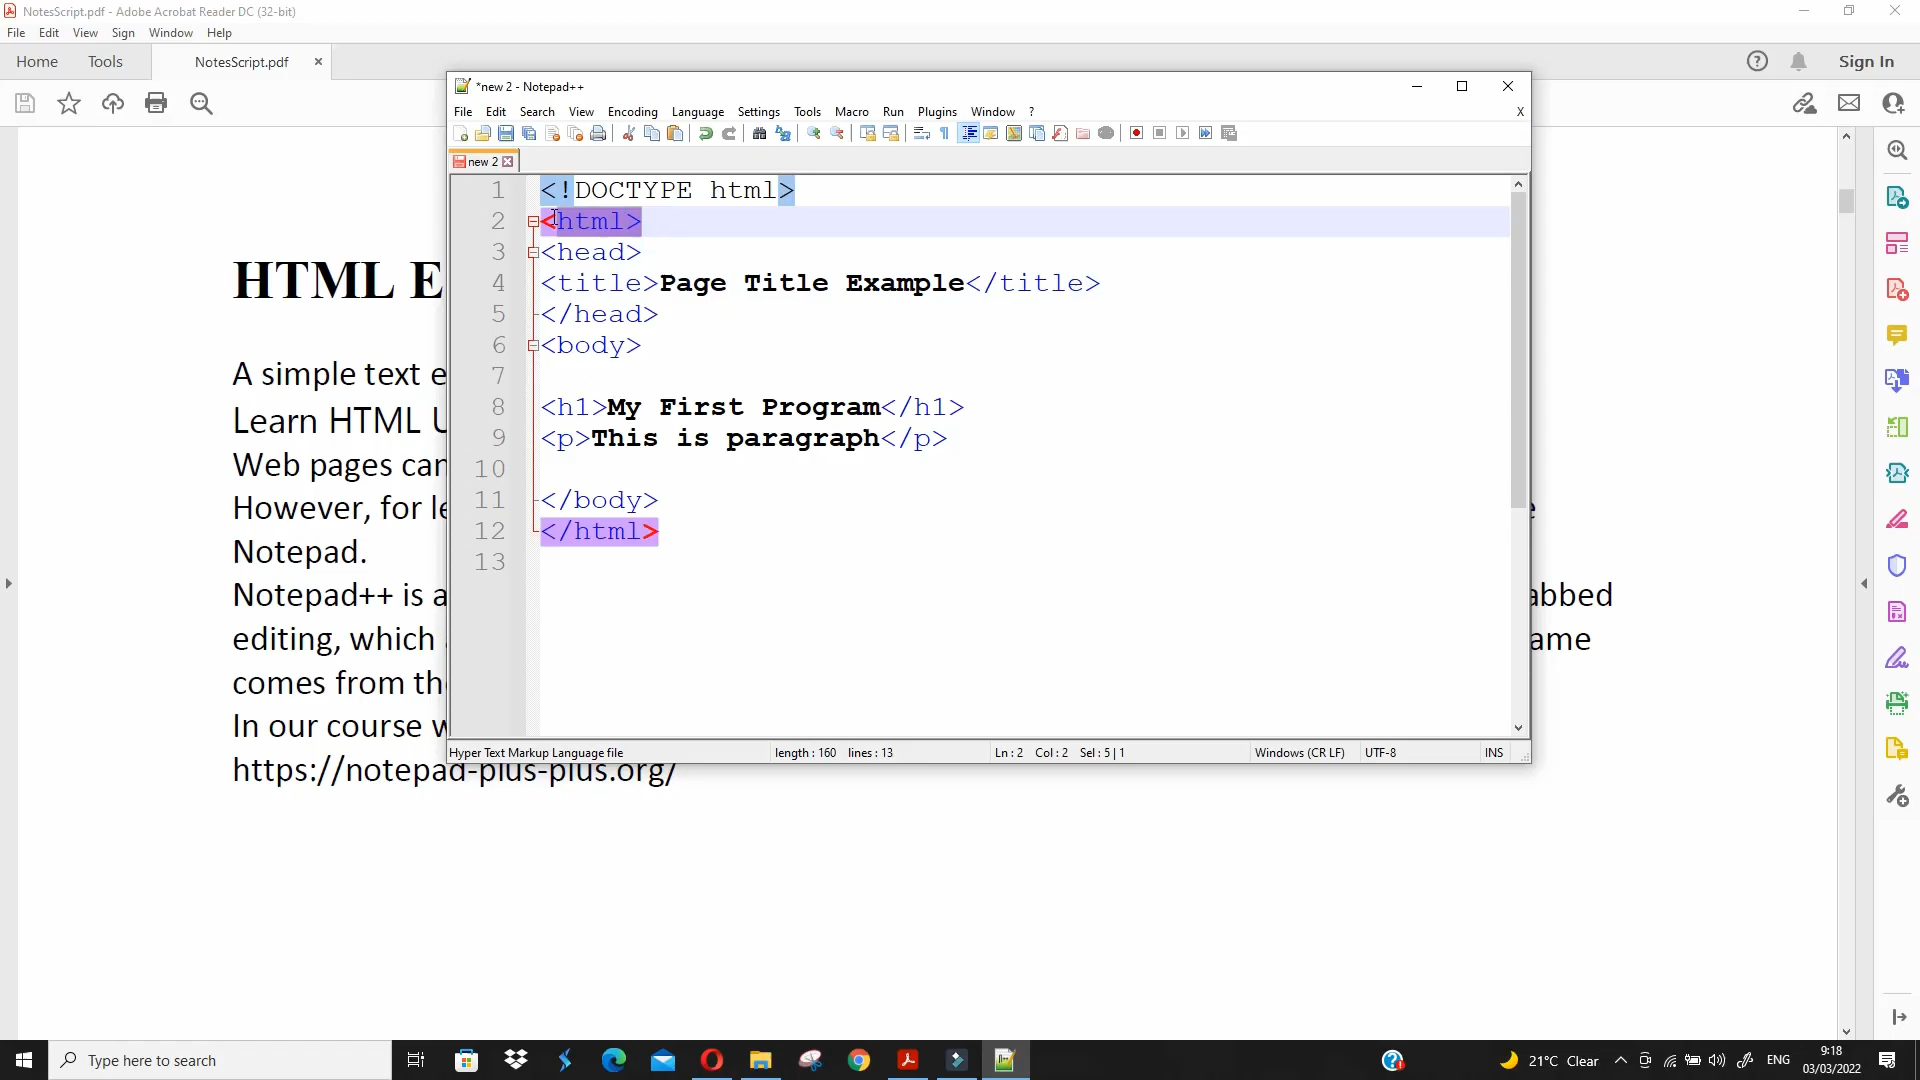 NotesScript.pdf - Adobe Acrobat Reader DC (32-bit)
File Edit View Sign Window Help
Home Tools NotesScript.pdf Sign In
*new 2 - Notepad++
File Edit Search View Encoding Language Settings Tools Macro Run Plugins Window ? X
new 2
1 <!DOCTYPE html>
2 <html>
3 <head>
4 <title>Page Title Example</title>
5 </head>
6 <body>
7
8 <h1>My First Program</h1>
9 <p>This is paragraph</p>
10
11 </body>
12 </html>
13
Hyper Text Markup Language file length : 160 lines : 13 Ln : 2 Col : 2 Sel : 5 | 1 Windows (CR LF) UTF-8 INS
HTML E
A simple text e
Learn HTML U
Web pages can
However, for le
Notepad.
Notepad++ is a abbed
editing, which ame
comes from the
In our course w
https://notepad-plus-plus.org/
Type here to search 21°C Clear ENG 9:18
03/03/2022